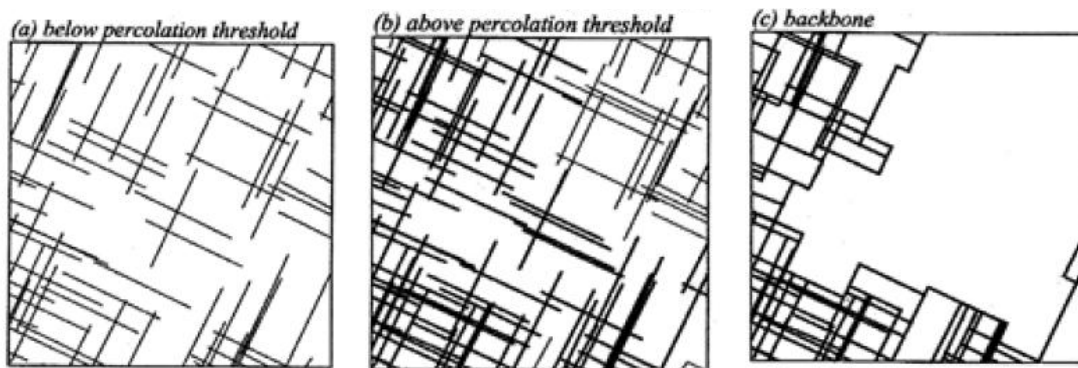 (a) below percolation threshold
(b) above percolation threshold
(c) backbone